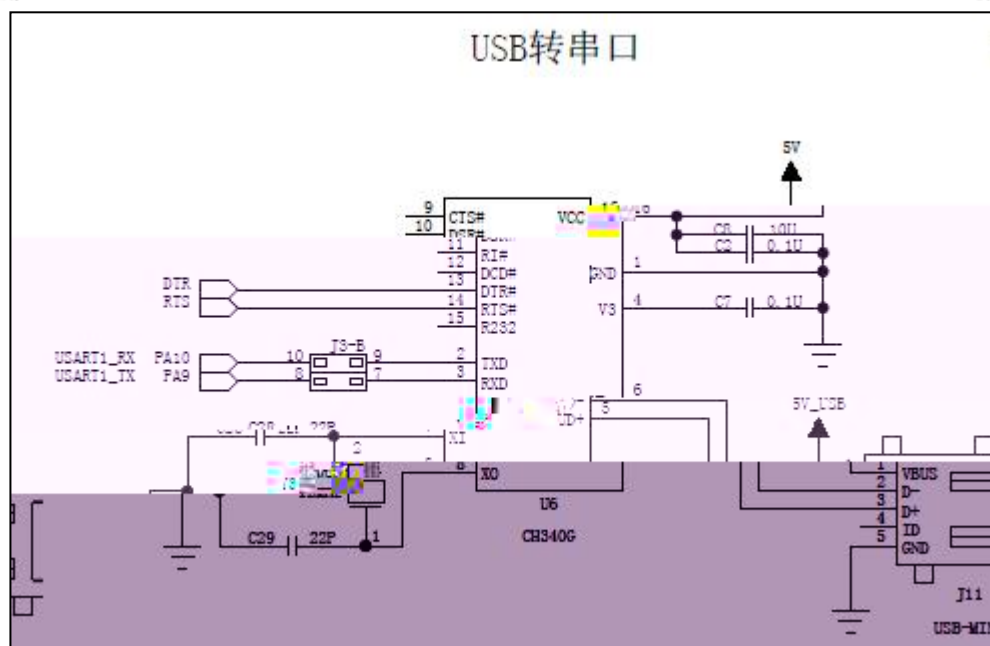 USB转串口
5V
9 CTS# VCC
10
C8 10U
11
C2 0.1U
12 RI#
DCD# GND 1
DTR 13 DTR#
RTS 14 RTS# V3 4 C7 0.1U
15 R232
J3-B
USART1_RX PA10 10 9 2 TXD
USART1_TX PA9 8 7 3 RXD
6
5V_USB
5
UD+
22P
XI
2
8 XO
1 VBUS
2 D-
3 D+
4 ID
5 GND
U6
C29 22P 1 CH340G
J11